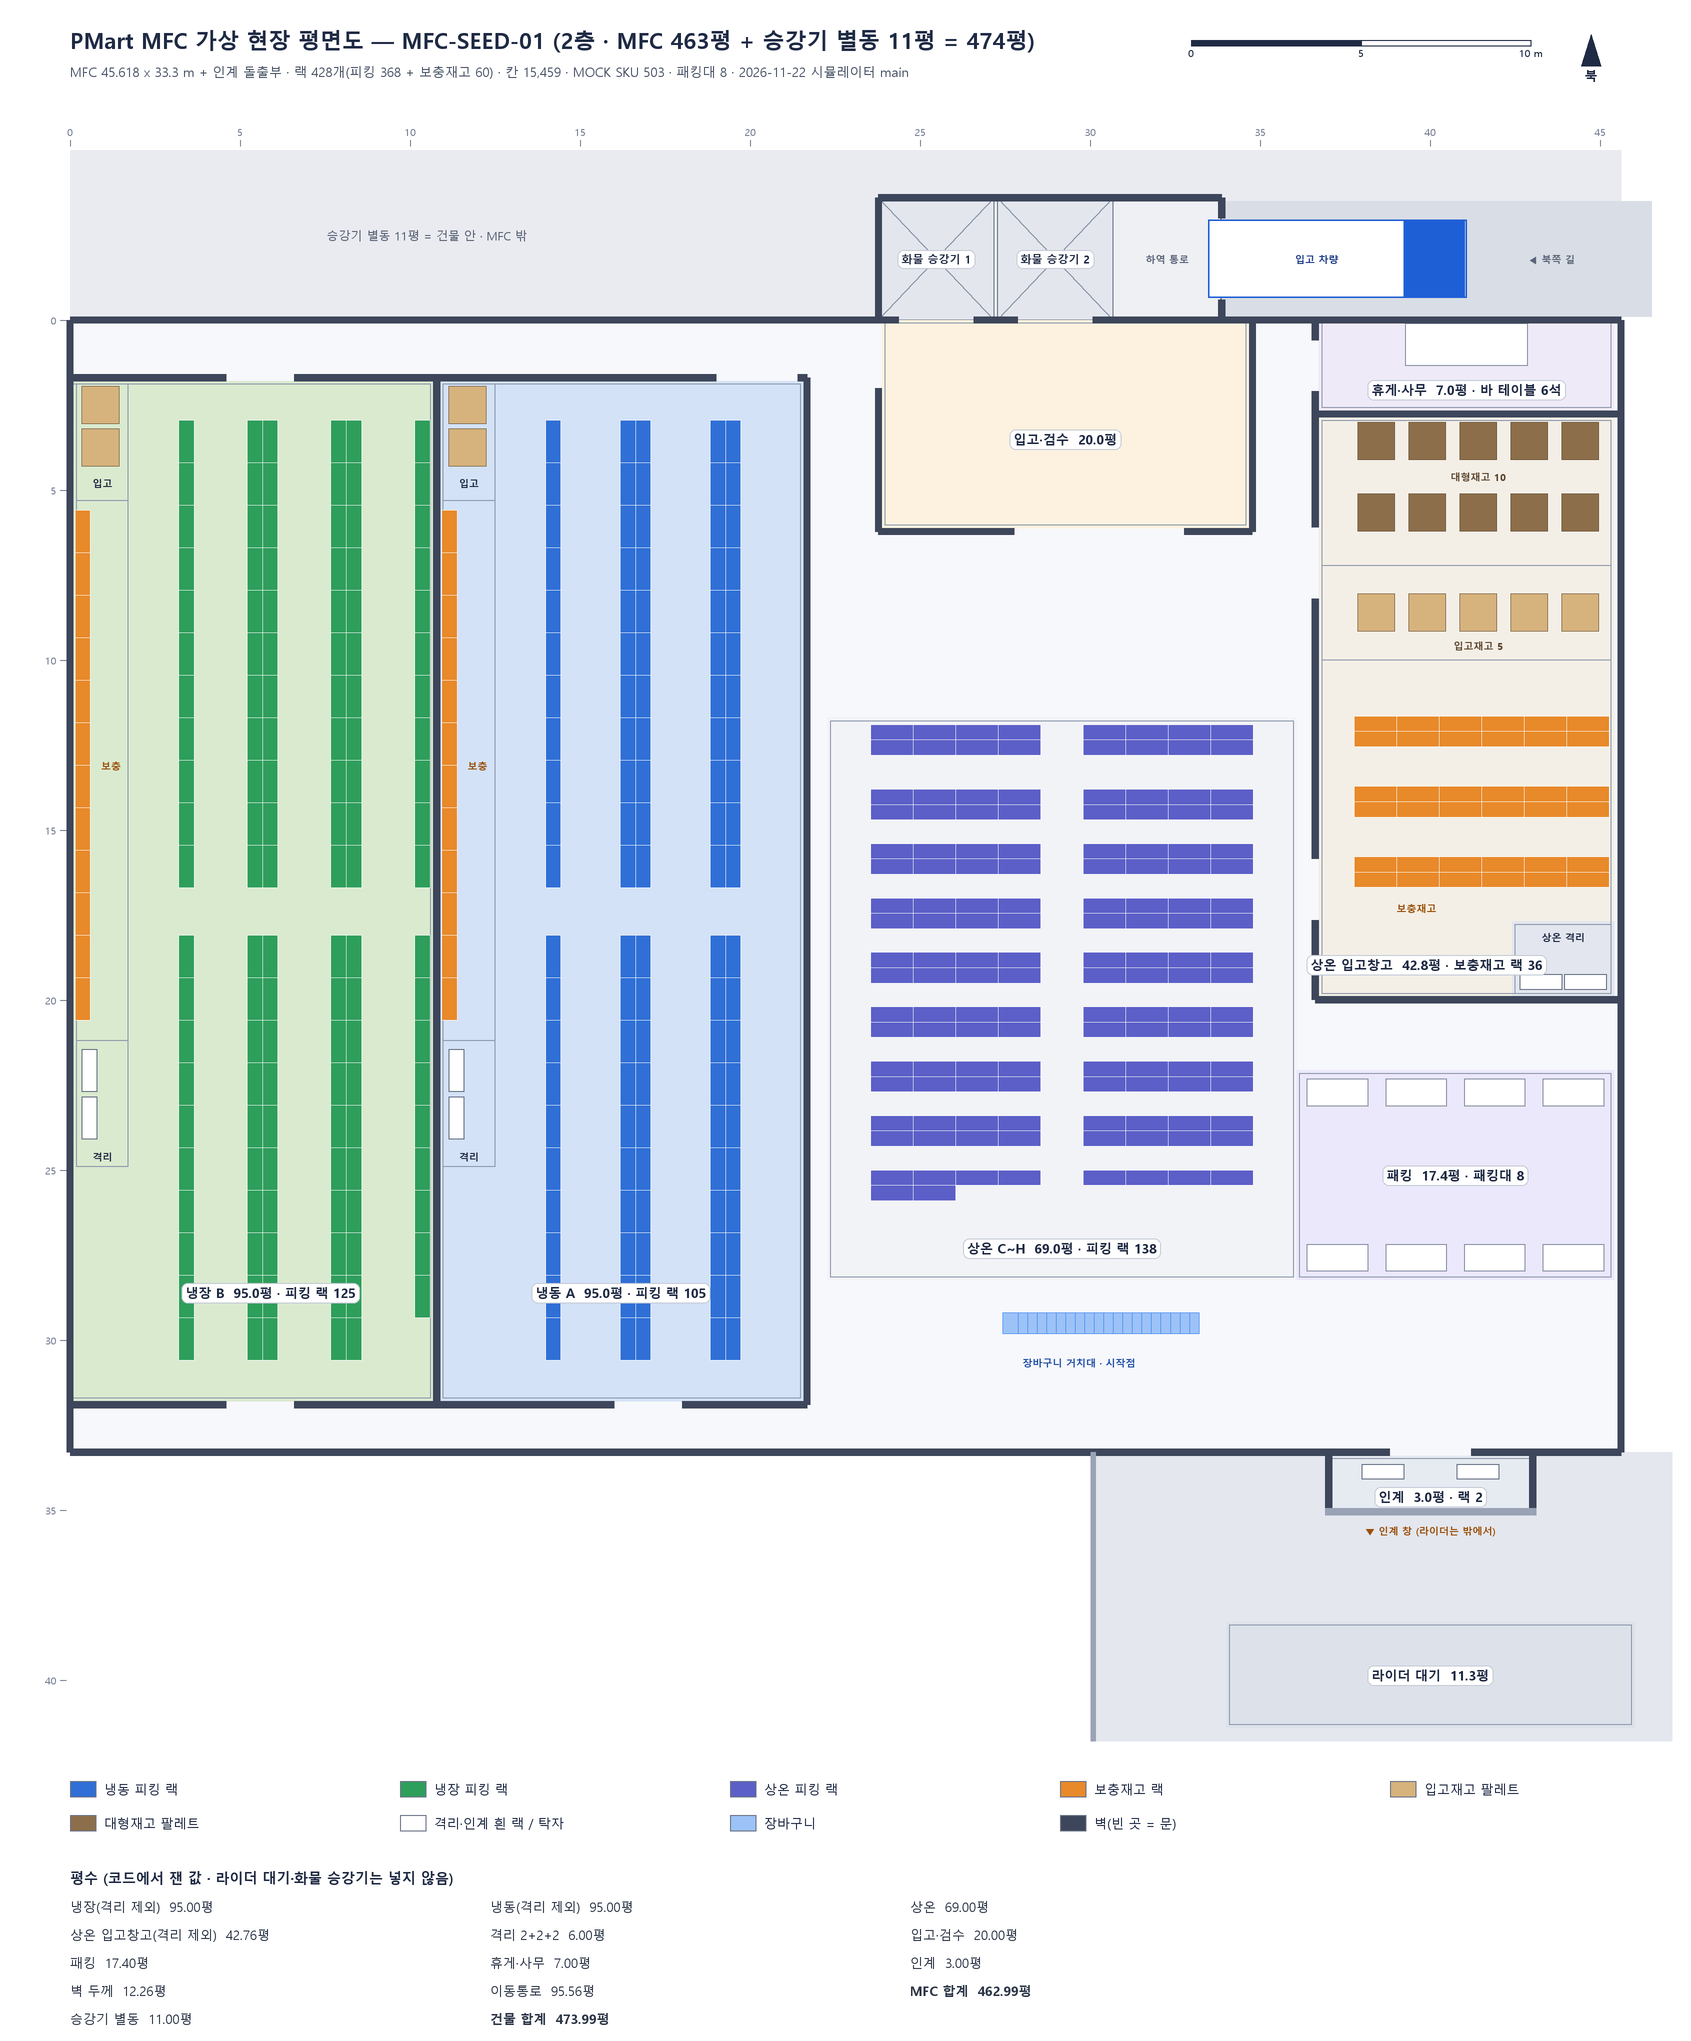 PMart MFC 가상 현장 평면도 — MFC-SEED-01 (2층 · MFC 463평 + 승강기 별동 11평 = 474평)
MFC 45.618 x 33.3 m + 인계 돌출부 · 랙 428개(피킹 368 + 보충재고 60) · 칸 15,459 · MOCK SKU 503 · 패킹대 8 · 2026-11-22 시뮬레이터 main
0 5 10 m
북
0 5 10 15 20 25 30 35 40 45
승강기 별동 11평 = 건물 안 · MFC 밖
화물 승강기 1
화물 승강기 2
하역 통로
입고 차량
◀ 북쪽 길
0
5
10
15
20
25
30
35
40
휴게·사무 7.0평 · 바 테이블 6석
입고·검수 20.0평
대형재고 10
입고
입고
입고재고 5
보충
보충
보충재고
상온 격리
상온 입고창고 42.8평 · 보충재고 랙 36
격리
격리
패킹 17.4평 · 패킹대 8
상온 C~H 69.0평 · 피킹 랙 138
냉장 B 95.0평 · 피킹 랙 125
냉동 A 95.0평 · 피킹 랙 105
장바구니 거치대 · 시작점
인계 3.0평 · 랙 2
▼ 인계 창 (라이더는 밖에서)
라이더 대기 11.3평
냉동 피킹 랙
냉장 피킹 랙
상온 피킹 랙
보충재고 랙
입고재고 팔레트
대형재고 팔레트
격리·인계 흰 랙 / 탁자
장바구니
벽(빈 곳 = 문)
평수 (코드에서 잰 값 · 라이더 대기·화물 승강기는 넣지 않음)
냉장(격리 제외) 95.00평
냉동(격리 제외) 95.00평
상온 69.00평
상온 입고창고(격리 제외) 42.76평
격리 2+2+2 6.00평
입고·검수 20.00평
패킹 17.40평
휴게·사무 7.00평
인계 3.00평
벽 두께 12.26평
이동통로 95.56평
MFC 합계 462.99평
승강기 별동 11.00평
건물 합계 473.99평